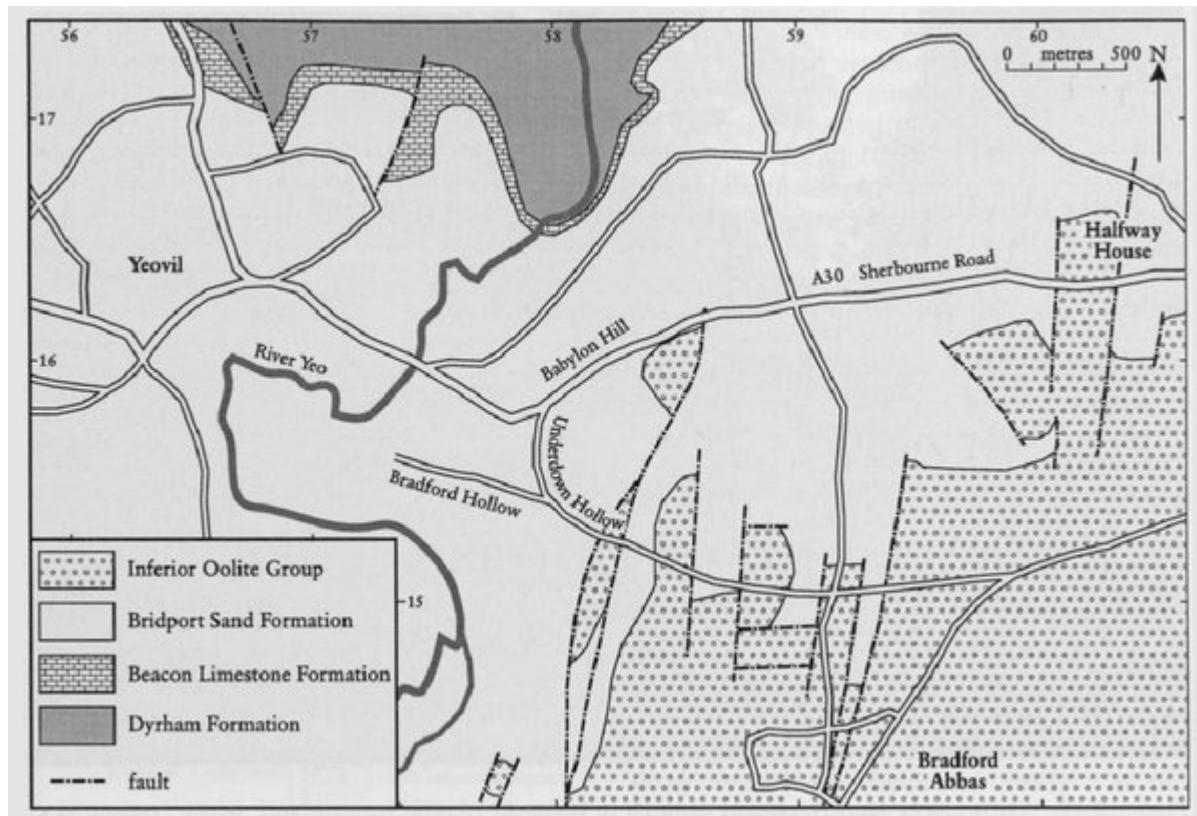 56
57
58
59
60
0 metres 500
N
17
Halfway
House
Yeovil
A30 Sherbourne Road
River Yeo
16
Babylon Hill
Underdown Hollow
Bradford Hollow
Inferior Oolite Group
Bridport Sand Formation
15
Beacon Limestone Formation
Dyrham Formation
fault
Bradford
Abbas